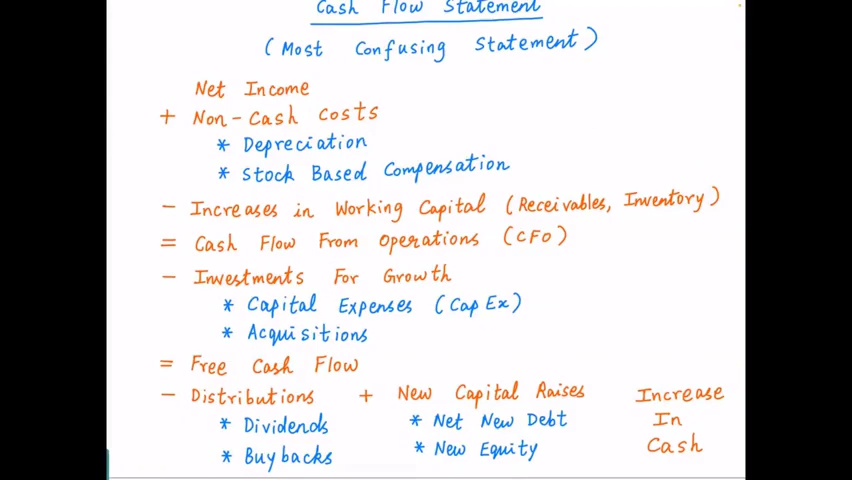 Cash Flow Statement
(Most Confusing Statement)
Net Income
+ Non-Cash Costs
* Depreciation
* Stock Based Compensation
- Increases in Working Capital (Receivables, Inventory)
= Cash Flow From Operations (CFO)
- Investments For Growth
* Capital Expenses (CapEx)
* Acquisitions
= Free Cash Flow
- Distributions + New Capital Raises Increase
* Dividends * Net New Debt In
* Buybacks * New Equity Cash